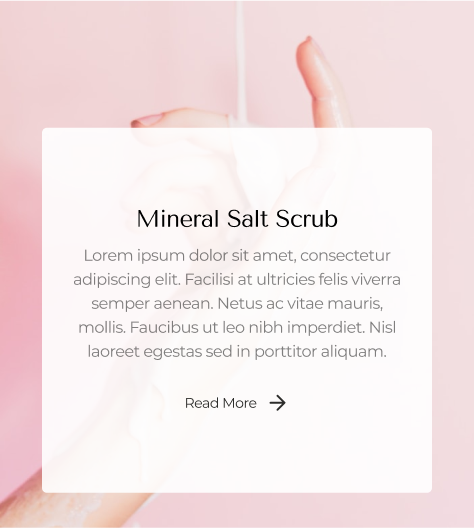 Mineral Salt Scrub
Lorem ipsum dolor sit amet, consectetur
adipiscing elit. Facilisi at ultricies felis viverra
semper aenean. Netus ac vitae mauris,
mollis. Faucibus ut leo nibh imperdiet. Nisl
laoreet egestas sed in porttitor aliquam.
Read More